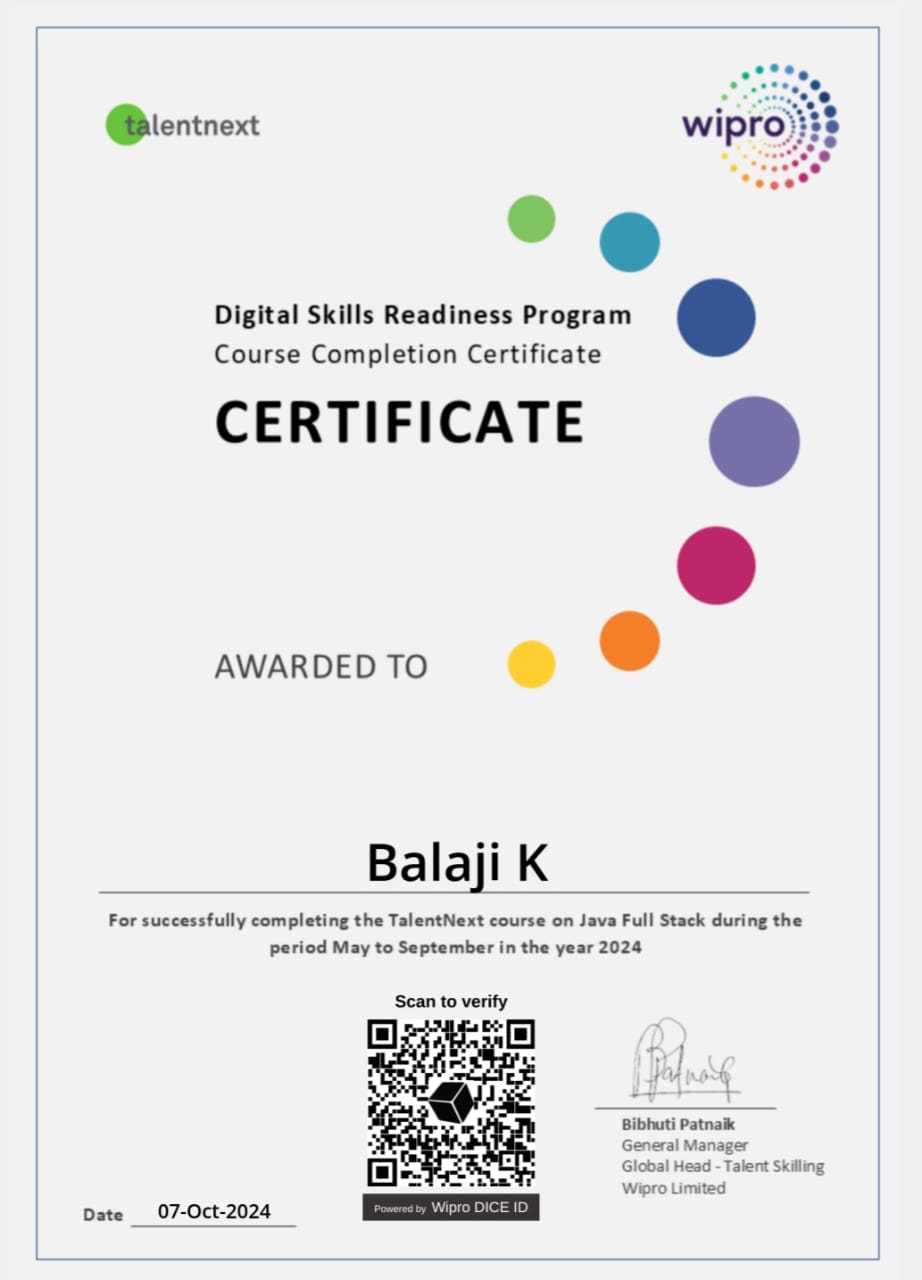 talentnext
wipro
Digital Skills Readiness Program
Course Completion Certificate
CERTIFICATE
AWARDED TO
Balaji K
For successfully completing the TalentNext course on Java Full Stack during the
period May to September in the year 2024
Scan to verify
Powered by Wipro DICE ID
BPatnaik
Bibhuti Patnaik
General Manager
Global Head - Talent Skilling
Wipro Limited
Date 07-Oct-2024